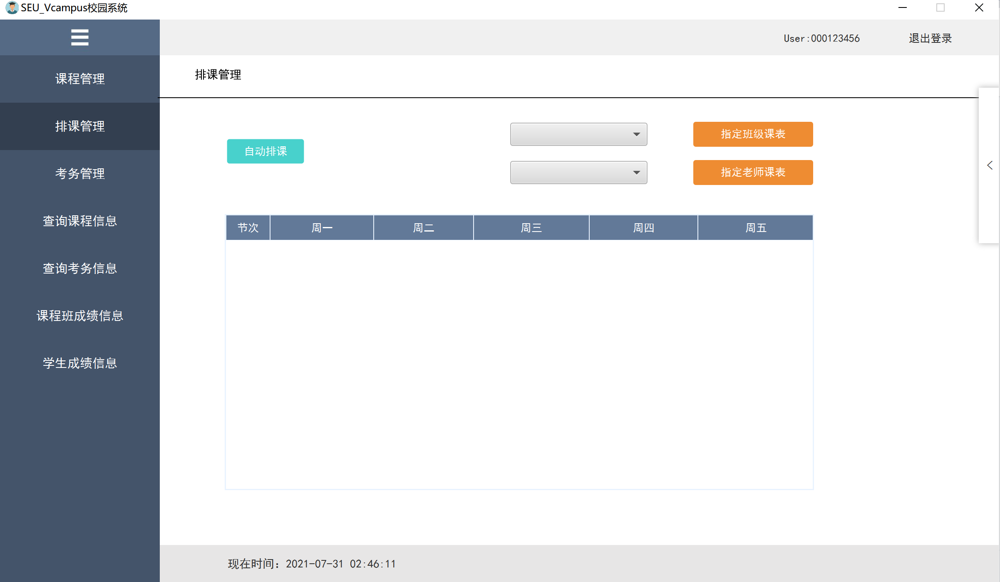 SEU_Vcampus校园系统
User:000123456 退出登录
课程管理
排课管理
考务管理
查询课程信息
查询考务信息
课程班成绩信息
学生成绩信息
排课管理
自动排课
指定班级课表
指定老师课表
节次 周一 周二 周三 周四 周五
现在时间：2021-07-31 02:46:11